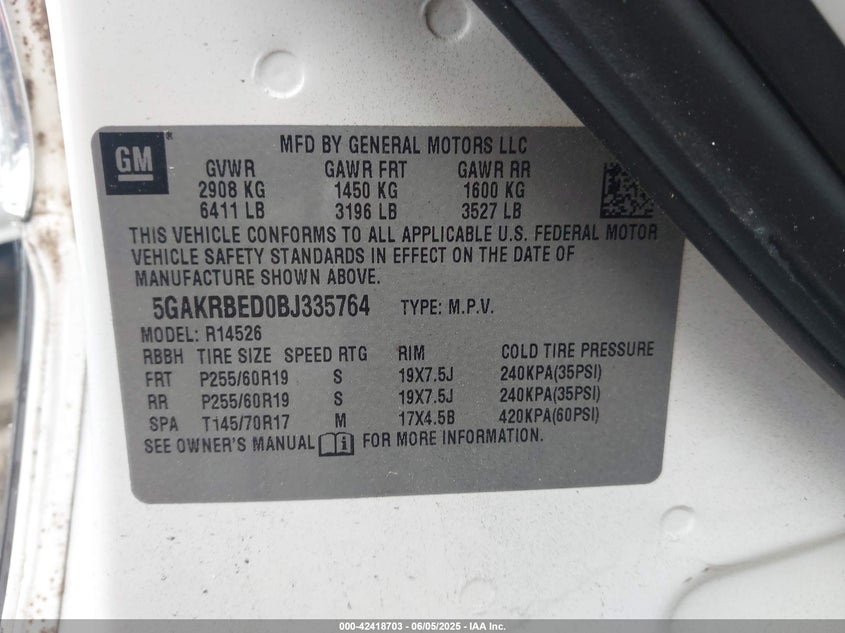 GM
MFD BY GENERAL MOTORS LLC
GVWR GAWR FRT GAWR RR
2908 KG 1450 KG 1600 KG
6411 LB 3196 LB 3527 LB
THIS VEHICLE CONFORMS TO ALL APPLICABLE U.S. FEDERAL MOTOR
VEHICLE SAFETY STANDARDS IN EFFECT ON THE DATE OF
MANUFACTURE SHOWN ABOVE.
5GAKRBED0BJ335764 TYPE: M.P.V.
MODEL: R14526
RBBH TIRE SIZE SPEED RTG RIM COLD TIRE PRESSURE
FRT P255/60R19 S 19X7.5J 240KPA(35PSI)
RR P255/60R19 S 19X7.5J 240KPA(35PSI)
SPA T145/70R17 M 17X4.5B 420KPA(60PSI)
SEE OWNER'S MANUAL i FOR MORE INFORMATION.
000-42418703 - 06/05/2025 - IAA Inc.